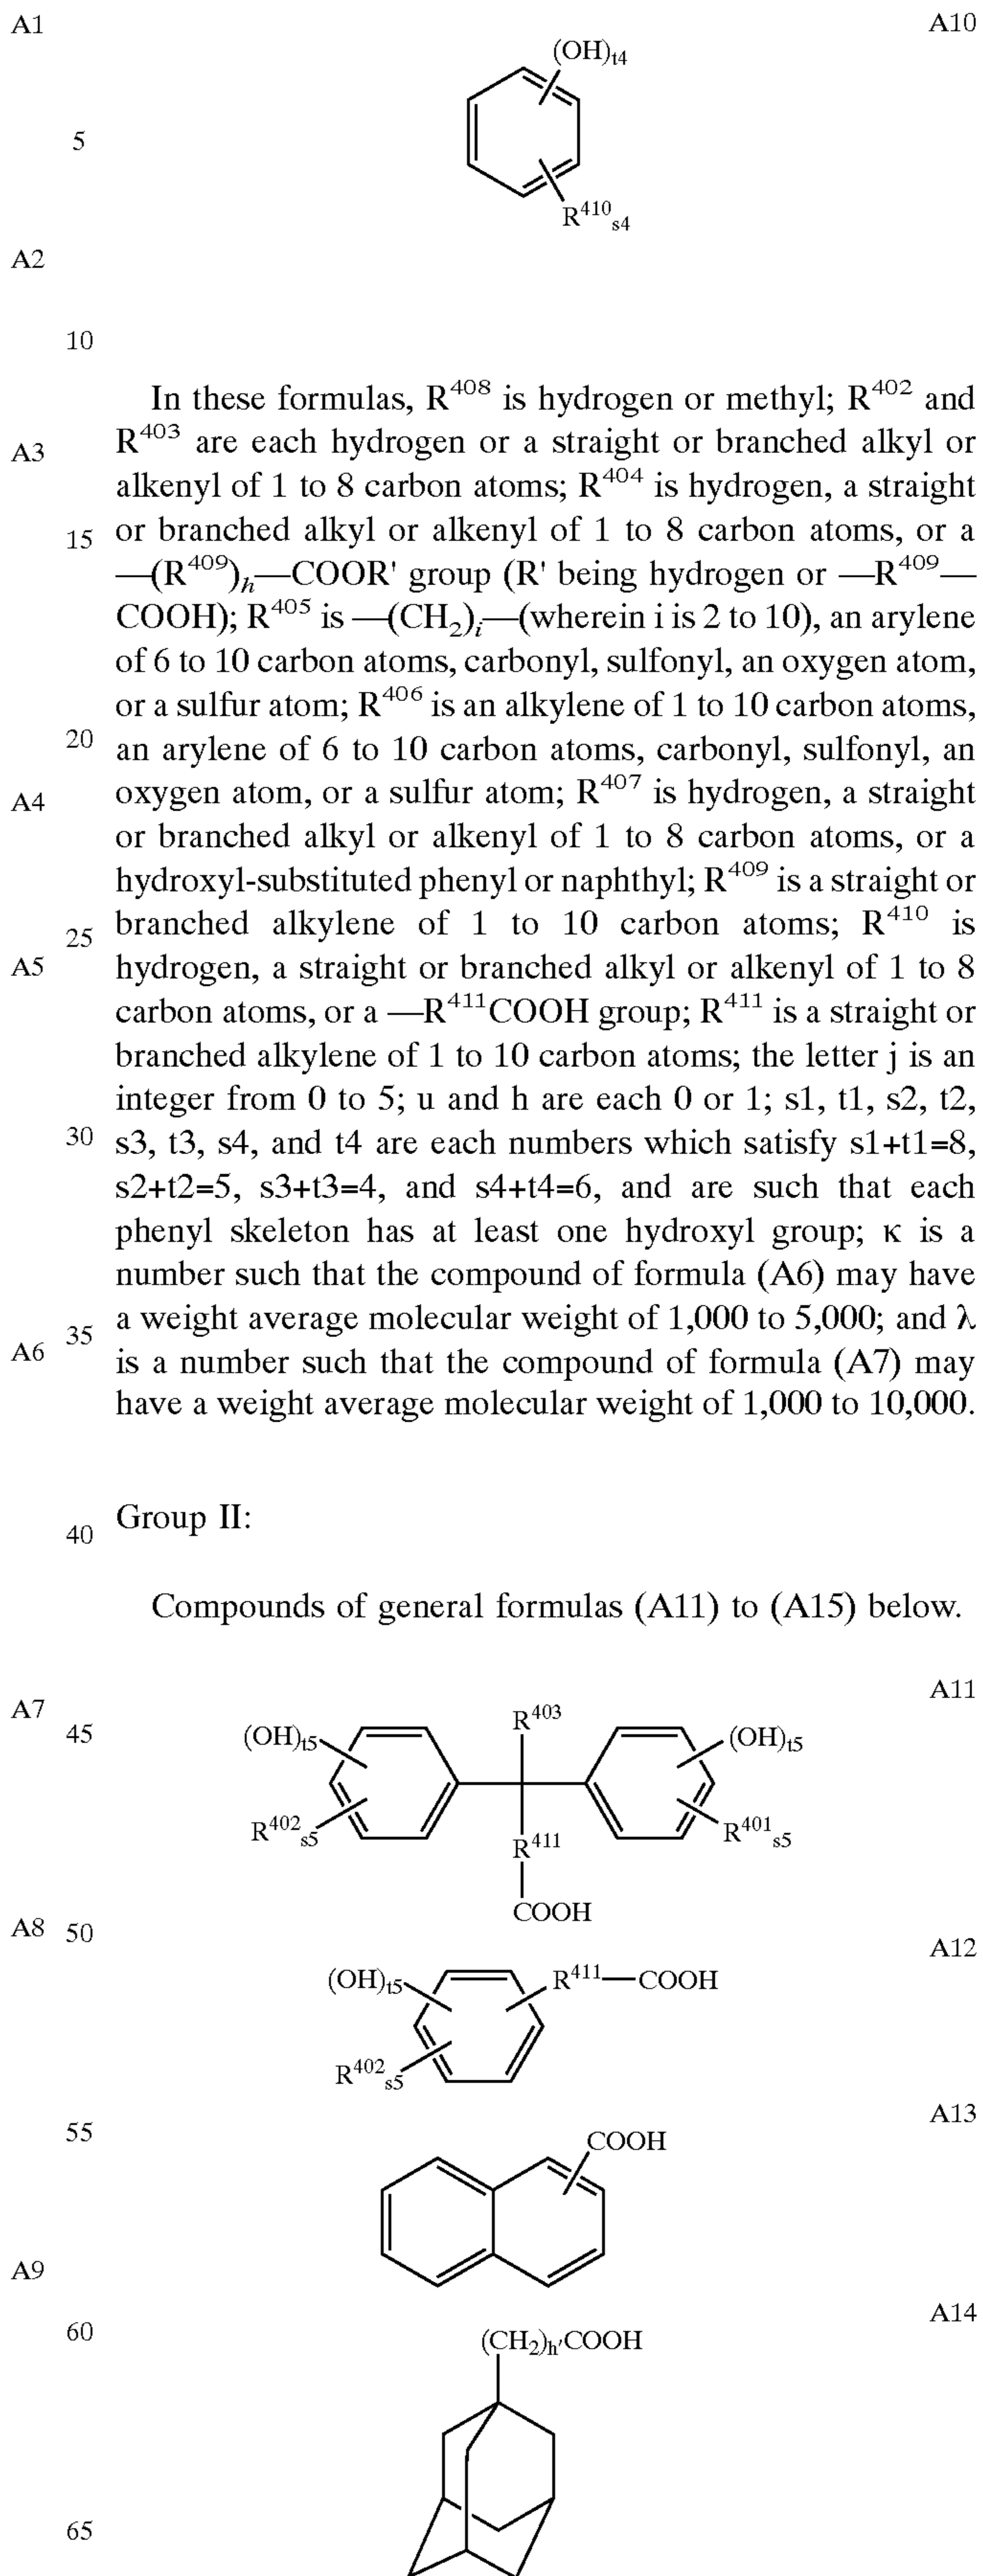 A1
A10
(OH)t4
5
R410s4
A2
10
In these formulas, R408 is hydrogen or methyl; R402 and
A3
R403 are each hydrogen or a straight or branched alkyl or
alkenyl of 1 to 8 carbon atoms; R404 is hydrogen, a straight
15
or branched alkyl or alkenyl of 1 to 8 carbon atoms, or a
—(R409)h—COOR' group (R' being hydrogen or —R409—
COOH); R405 is —(CH2)i—(wherein i is 2 to 10), an arylene
of 6 to 10 carbon atoms, carbonyl, sulfonyl, an oxygen atom,
or a sulfur atom; R406 is an alkylene of 1 to 10 carbon atoms,
20
an arylene of 6 to 10 carbon atoms, carbonyl, sulfonyl, an
A4
oxygen atom, or a sulfur atom; R407 is hydrogen, a straight
or branched alkyl or alkenyl of 1 to 8 carbon atoms, or a
hydroxyl-substituted phenyl or naphthyl; R409 is a straight or
branched alkylene of 1 to 10 carbon atoms; R410 is
25
A5
hydrogen, a straight or branched alkyl or alkenyl of 1 to 8
carbon atoms, or a —R411COOH group; R411 is a straight or
branched alkylene of 1 to 10 carbon atoms; the letter j is an
integer from 0 to 5; u and h are each 0 or 1; s1, t1, s2, t2,
30
s3, t3, s4, and t4 are each numbers which satisfy s1+t1=8,
s2+t2=5, s3+t3=4, and s4+t4=6, and are such that each
phenyl skeleton has at least one hydroxyl group; κ is a
number such that the compound of formula (A6) may have
a weight average molecular weight of 1,000 to 5,000; and λ
35
A6
is a number such that the compound of formula (A7) may
have a weight average molecular weight of 1,000 to 10,000.
Group II:
40
Compounds of general formulas (A11) to (A15) below.
A11
A7
45
R403
(OH)t5
(OH)t5
R402s5
R401s5
R411
COOH
A8
50
A12
(OH)t5
R411—COOH
R402s5
A13
55
COOH
A9
A14
60
(CH2)h'COOH
65